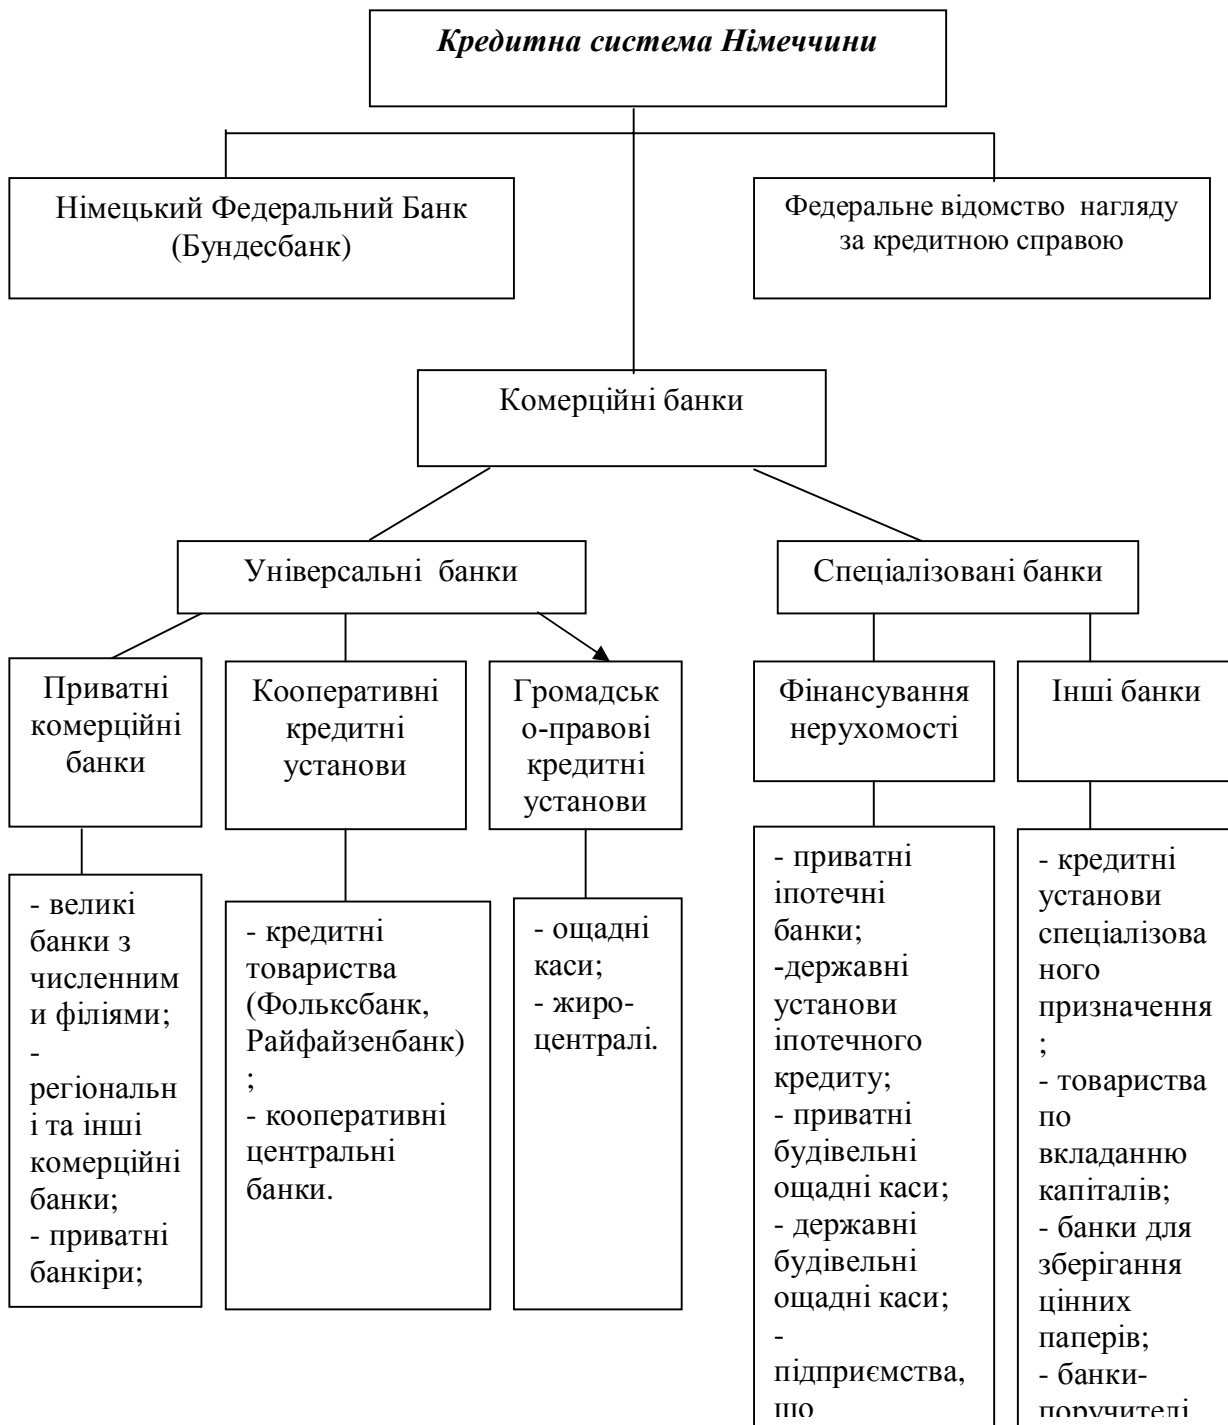 Кредитна система Німеччини
Німецький Федеральний Банк
(Бундесбанк)
Федеральне відомство нагляду
за кредитною справою
Комерційні банки
Універсальні банки
Спеціалізовані банки
Приватні
комерційні
банки
Кооперативні
кредитні
установи
Громадськ
о-правові
кредитні
установи
Фінансування
нерухомості
Інші банки
- великі
банки з
численним
и філіями;
-
регіональн
і та інші
комерційні
банки;
- приватні
банкіри;
- кредитні
товариства
(Фольксбанк,
Райфайзенбанк)
;
- кооперативні
центральні
банки.
- ощадні
каси;
- жиро-
централі.
- приватні
іпотечні
банки;
-державні
установи
іпотечного
кредиту;
- приватні
будівельні
ощадні каси;
- державні
будівельні
ощадні каси;
-
підприємства,
що
- кредитні
установи
спеціалізова
ного
призначення
;
- товариства
по
вкладанню
капіталів;
- банки для
зберігання
цінних
паперів;
- банки-
поручителі